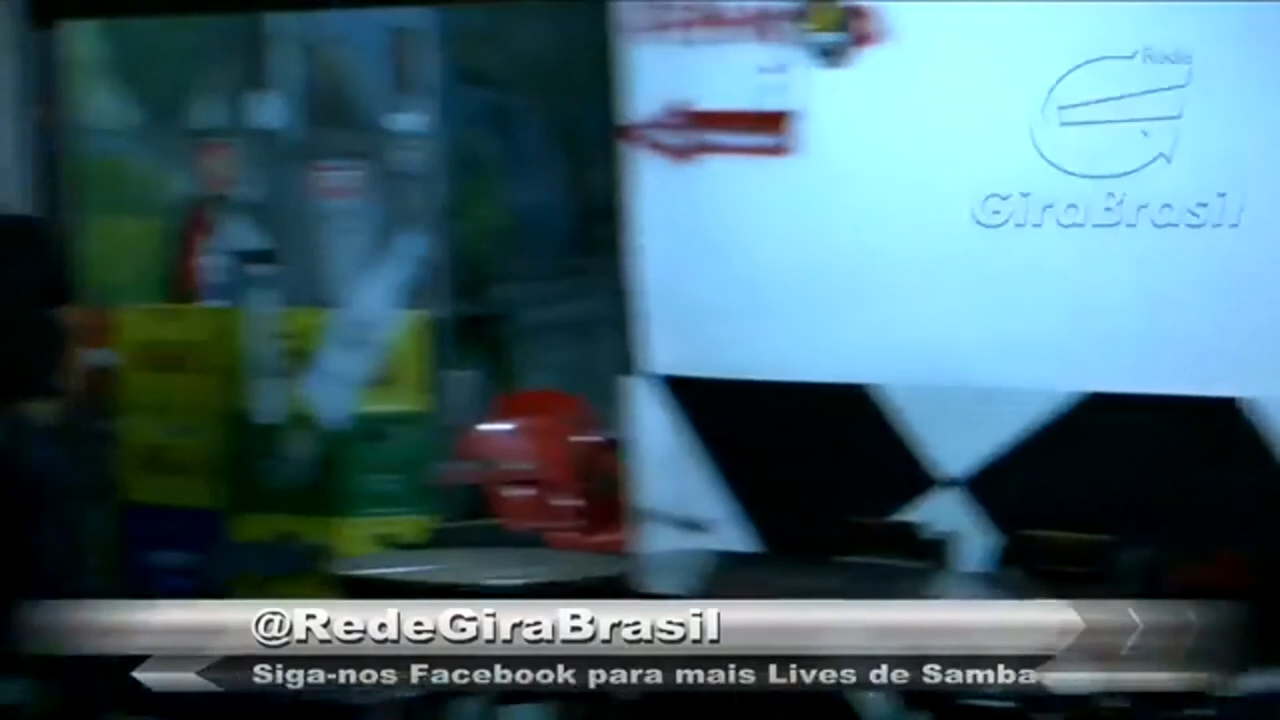 Rede
GiraBrasil
@RedeGiraBrasil
Siga-nos Facebook para mais Lives de Samba